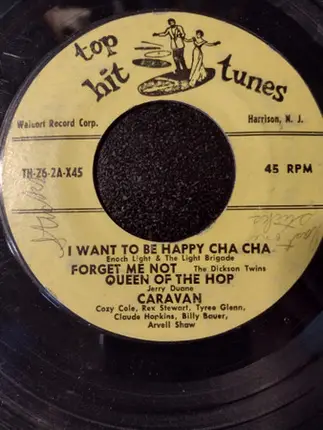 top hit tunes
Waldorf Record Corp. Harrison, N. J.
TH-Z6-2A-X45 45 RPM
I WANT TO BE HAPPY CHA CHA
Enoch Light & The Light Brigade
FORGET ME NOT The Dickson Twins
QUEEN OF THE HOP
Jerry Duane
CARAVAN
Cozy Cole, Rex Stewart, Tyree Glenn,
Claude Hopkins, Billy Bauer,
Arvell Shaw